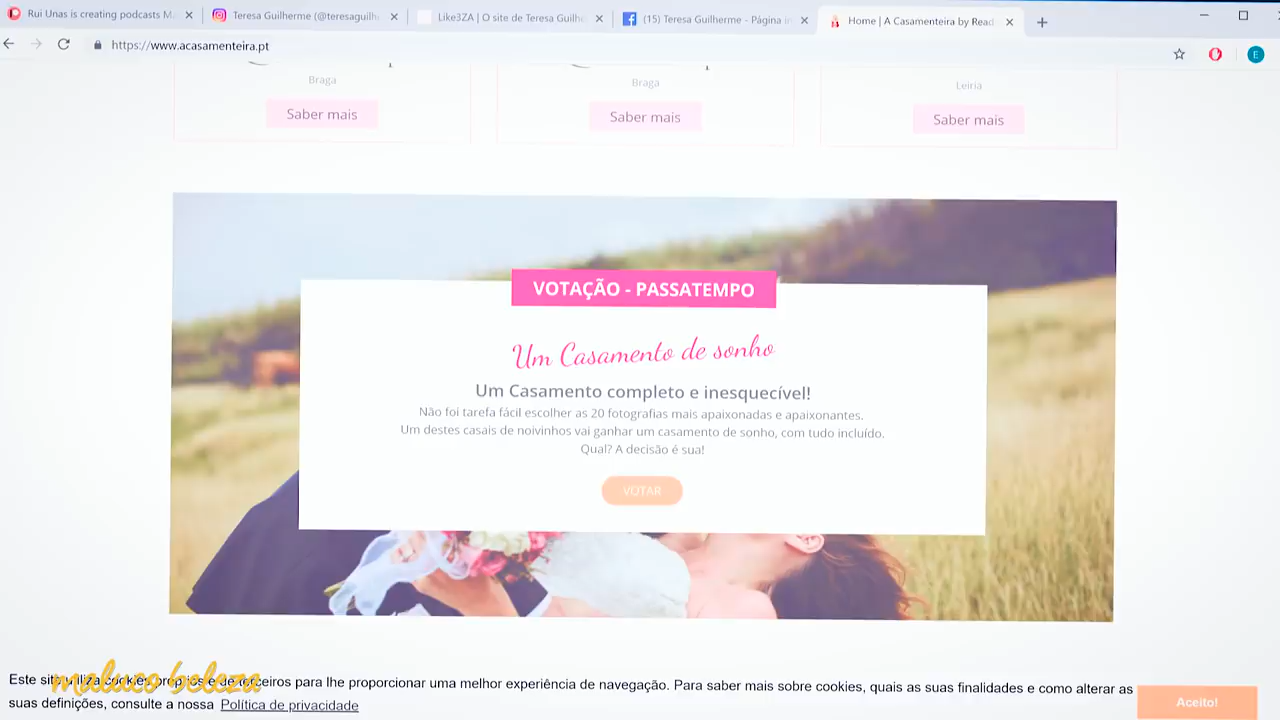 Rui Unas is creating podcasts M
Teresa Guilherme (@teresaguilh
Like3ZA | O site de Teresa Guilhe
(15) Teresa Guilherme - Página i
Home | A Casamenteira by Read
https://www.acasamenteira.pt
E
Braga
Braga
Leiria
Saber mais
Saber mais
Saber mais
VOTAÇÃO - PASSATEMPO
Um Casamento de sonho
Um Casamento completo e inesquecível!
Não foi tarefa fácil escolher as 20 fotografias mais apaixonadas e apaixonantes.
Um destes casais de noivinhos vai ganhar um casamento de sonho, com tudo incluído.
Qual? A decisão é sua!
VOTAR
maluco beleza
Este site utiliza cookies próprios e de terceiros para lhe proporcionar uma melhor experiência de navegação. Para saber mais sobre cookies, quais as suas finalidades e como alterar as
suas definições, consulte a nossa Política de privacidade
Aceito!